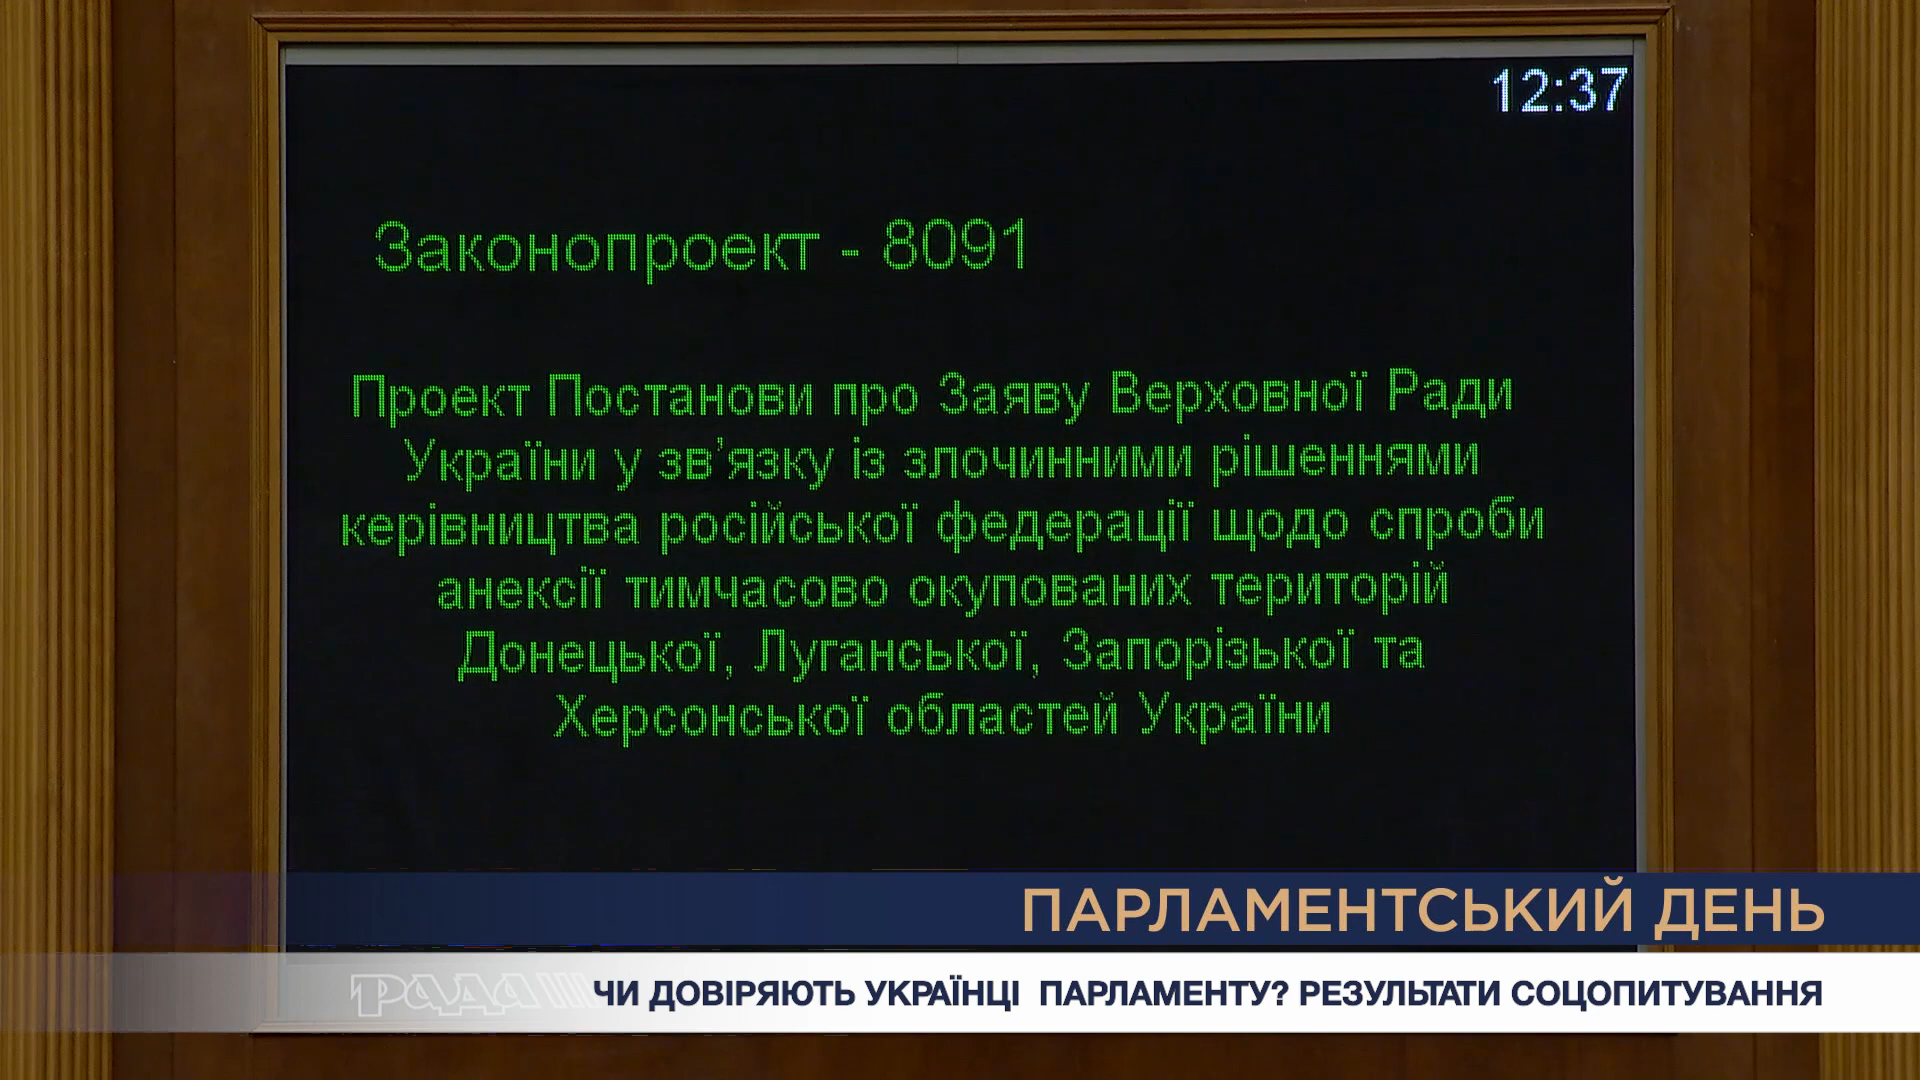 12:37
Законопроект - 8091
Проект Постанови про Заяву Верховної Ради
України у зв’язку із злочинними рішеннями
керівництва російської федерації щодо спроби
анексії тимчасово окупованих територій
Донецької, Луганської, Запорізької та
Херсонської областей України
ПАРЛАМЕНТСЬКИЙ ДЕНЬ
РАДА
ЧИ ДОВІРЯЮТЬ УКРАЇНЦІ ПАРЛАМЕНТУ? РЕЗУЛЬТАТИ СОЦОПИТУВАННЯ